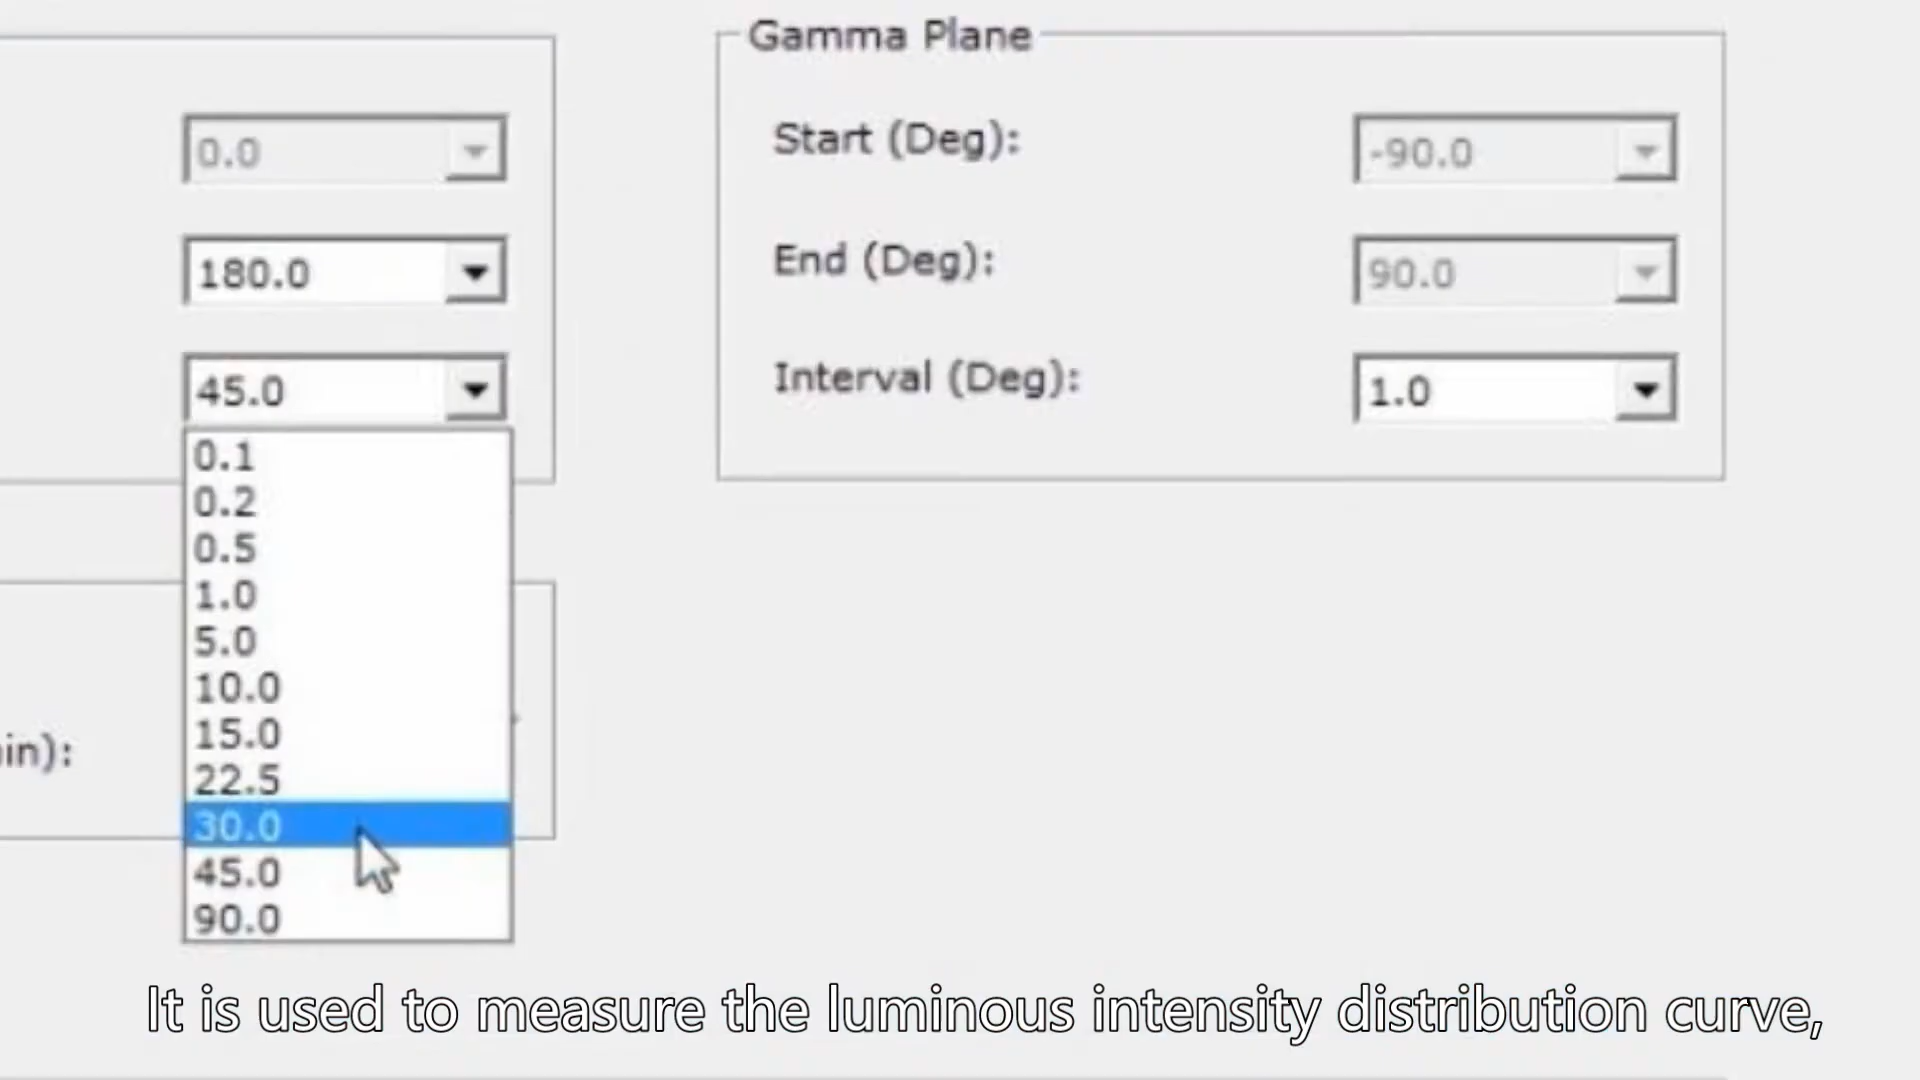 Gamma Plane
0.0
Start (Deg):
-90.0
180.0
End (Deg):
90.0
45.0
Interval (Deg):
1.0
0.1
0.2
0.5
1.0
5.0
10.0
15.0
in):
22.5
30.0
45.0
90.0
It is used to measure the luminous intensity distribution curve,